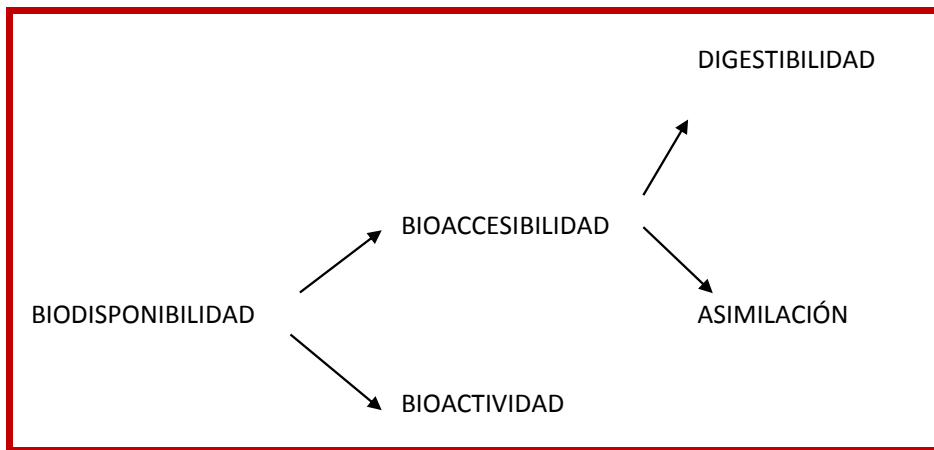 DIGESTIBILIDAD
BIOACCESIBILIDAD
BIODISPONIBILIDAD
ASIMILACIÓN
BIOACTIVIDAD